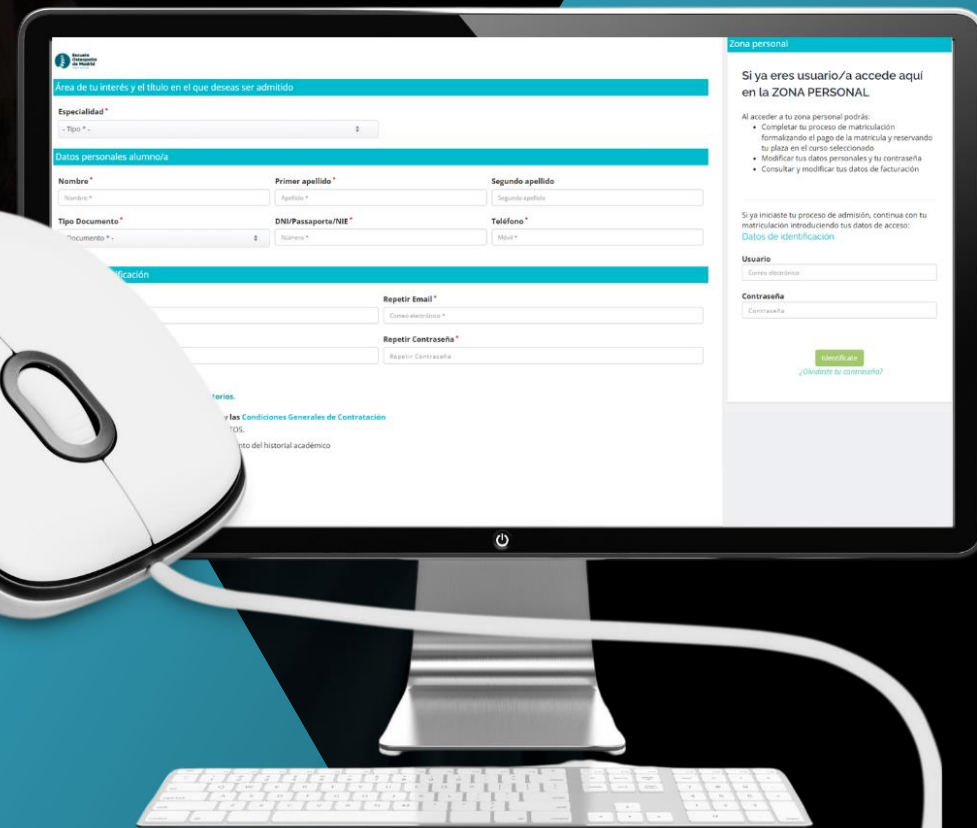 Escuela
Osteopatía
de Madrid
Área de tu interés y el título en el que deseas ser admitido
Especialidad *
- Tipo * -
Datos personales alumno/a
Nombre * Primer apellido * Segundo apellido
Nombre * Apellido * Segundo apellido
Tipo Documento * DNI/Passaporte/NIE * Teléfono *
Documento * - Número * Móvil *
ificación
Repetir Email *
Correo electrónico *
Repetir Contraseña *
Repetir Contraseña
torios.
las Condiciones Generales de Contratación
TOS.
nto del historial académico
Zona personal
Si ya eres usuario/a accede aquí
en la ZONA PERSONAL
Al acceder a tu zona personal podrás:
• Completar tu proceso de matriculación
formalizando el pago de la matrícula y reservando
tu plaza en el curso seleccionado
• Modificar tus datos personales y tu contraseña
• Consultar y modificar tus datos de facturación
Si ya iniciaste tu proceso de admisión, continua con tu
matriculación introduciendo tus datos de acceso:
Datos de identificación
Usuario
Correo electrónico
Contraseña
Contraseña
Identifícate
¿Olvidaste tu contraseña?